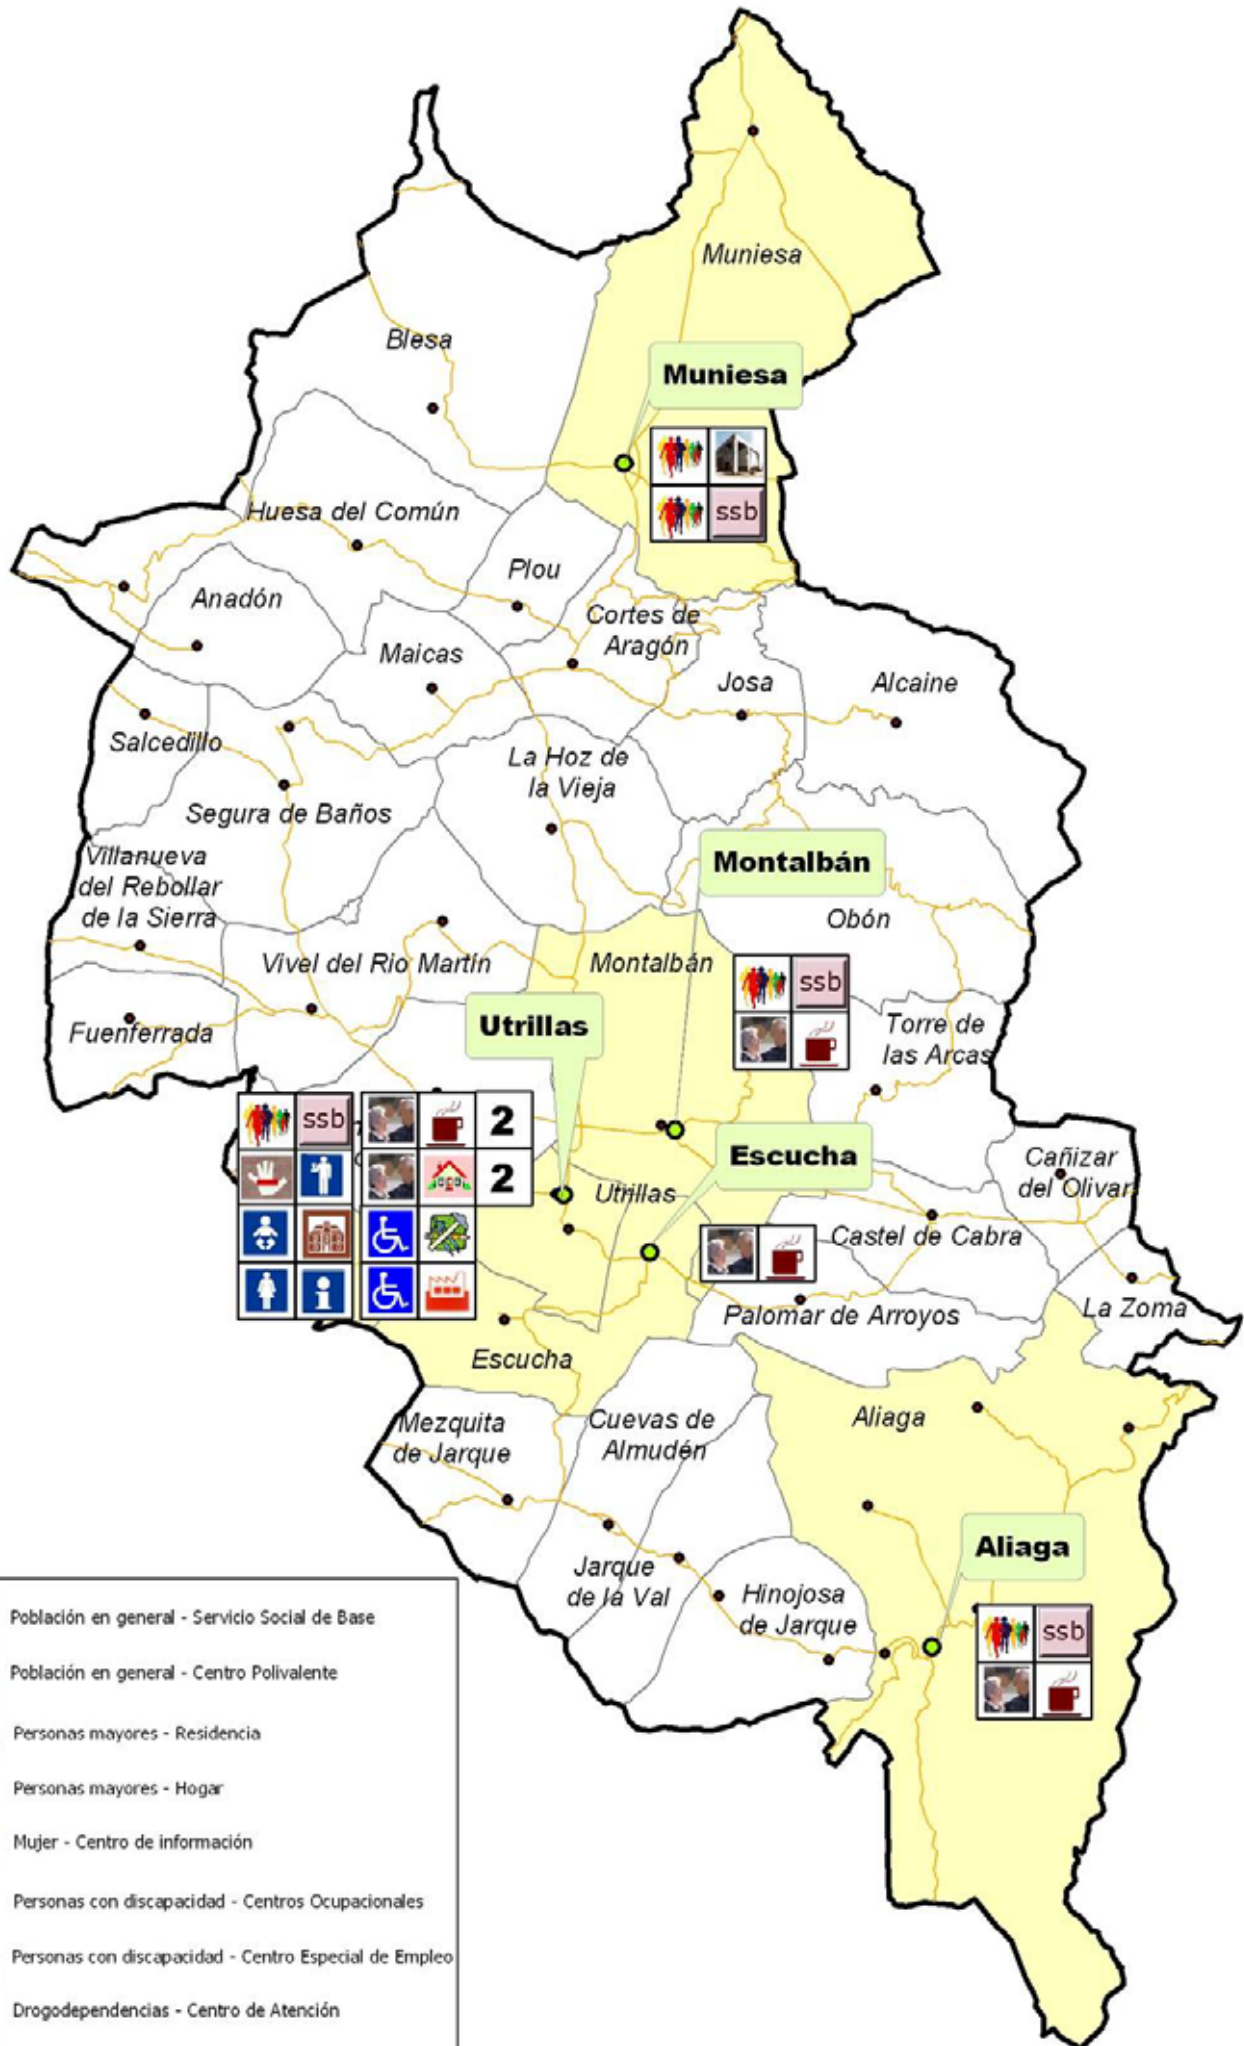 Muniesa
Blesa
Muniesa
ssb
Huesa del Común
Plou
Anadón
Cortes de
Aragón
Maicas
Josa
Alcaine
Salcedillo
La Hoz de
la Vieja
Segura de Baños
Villanueva
del Rebollar
de la Sierra
Montalbán
Obón
Vivel del Rio Martín
Montalbán
ssb
Fuenferrada
Utrillas
Torre de
las Arcas
ssb
2
2
Escucha
Cañizar
del Olivar
Utrillas
Castel de Cabra
Palomar de Arroyos
La Zoma
Escucha
Mezquita
de Jarque
Cuevas de
Almudén
Aliaga
Aliaga
Jarque
de la Val
Hinojosa
de Jarque
ssb
Población en general - Servicio Social de Base
Población en general - Centro Polivalente
Personas mayores - Residencia
Personas mayores - Hogar
Mujer - Centro de información
Personas con discapacidad - Centros Ocupacionales
Personas con discapacidad - Centro Especial de Empleo
Drogodependencias - Centro de Atención